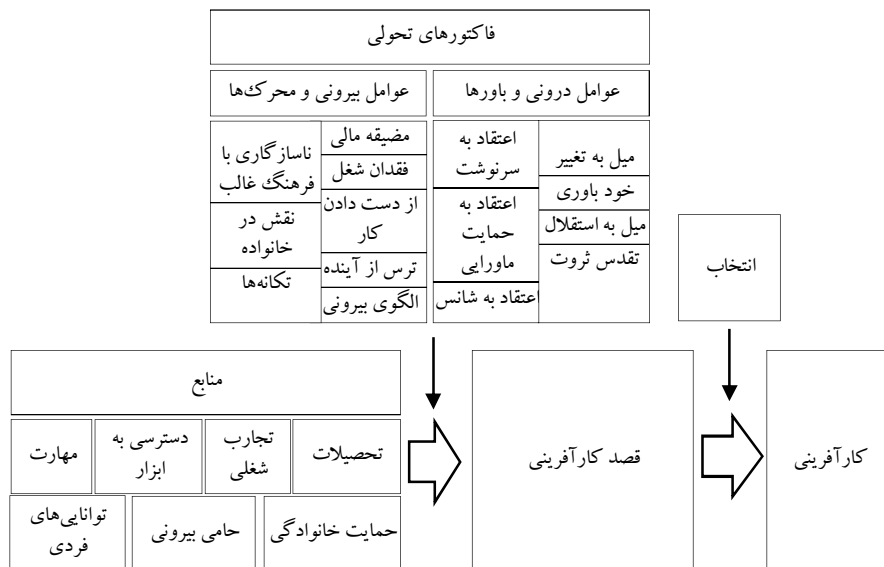 فاکتورهای تحولی
عوامل درونی و باورها
عوامل بیرونی و محرک‌ها
میل به تغییر
خود باوری
میل به استقلال
تقدس ثروت
اعتقاد به
سرنوشت
اعتقاد به
حمایت
ماورایی
اعتقاد به شانس
مضیقه مالی
فقدان شغل
از دست دادن
کار
ترس از آینده
الگوی بیرونی
ناسازگاری با
فرهنگ غالب
نقش در
خانواده
تکانه‌ها
انتخاب
منابع
تحصیلات
تجارب
شغلی
دسترسی به
ابزار
مهارت
حمایت خانوادگی
حامی بیرونی
توانایی‌های
فردی
قصد کارآفرینی
کارآفرینی